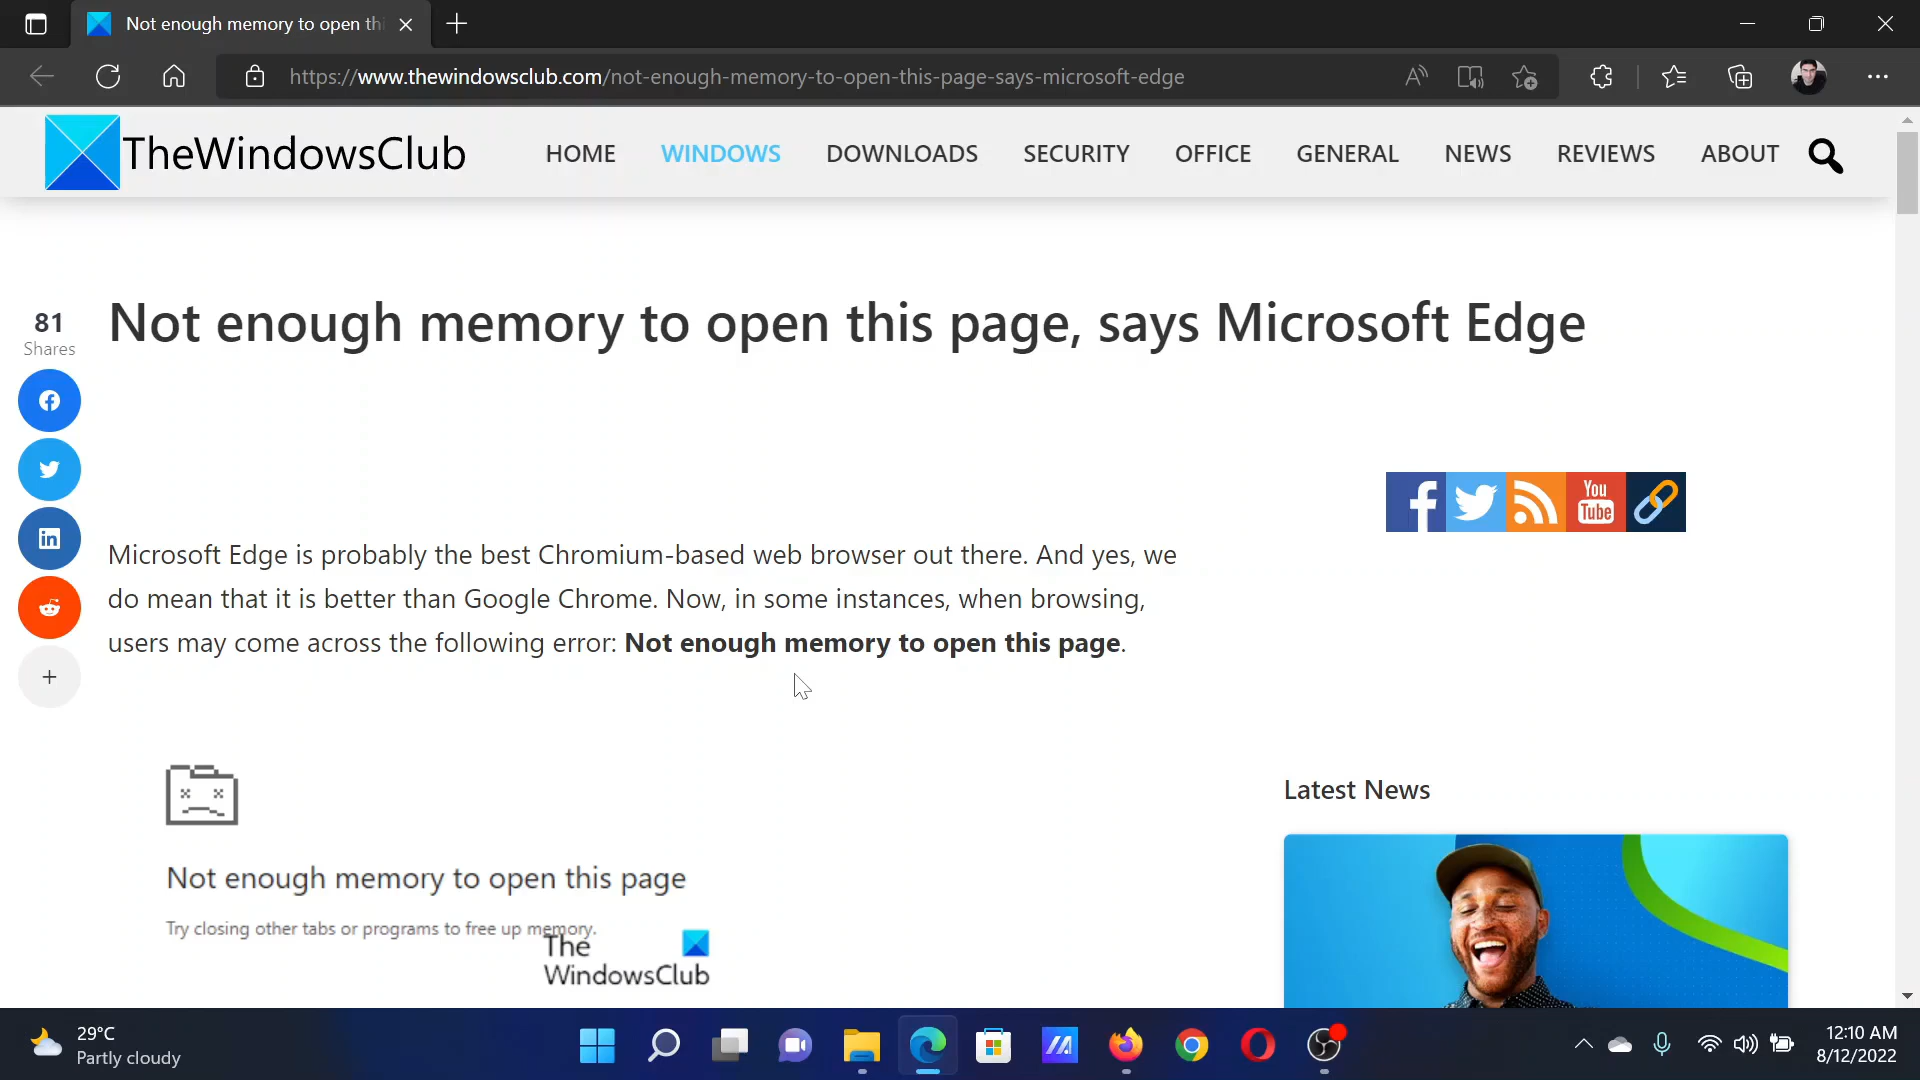 Not enough memory to open thi
https://www.thewindowsclub.com/not-enough-memory-to-open-this-page-says-microsoft-edge
TheWindowsClub
HOME WINDOWS DOWNLOADS SECURITY OFFICE GENERAL NEWS REVIEWS ABOUT
81
Shares
Not enough memory to open this page, says Microsoft Edge
You
Tube
Microsoft Edge is probably the best Chromium-based web browser out there. And yes, we
do mean that it is better than Google Chrome. Now, in some instances, when browsing,
users may come across the following error: Not enough memory to open this page.
Not enough memory to open this page
Try closing other tabs or programs to free up memory.
The
WindowsClub
Latest News
29°C
Partly cloudy
12:10 AM
8/12/2022